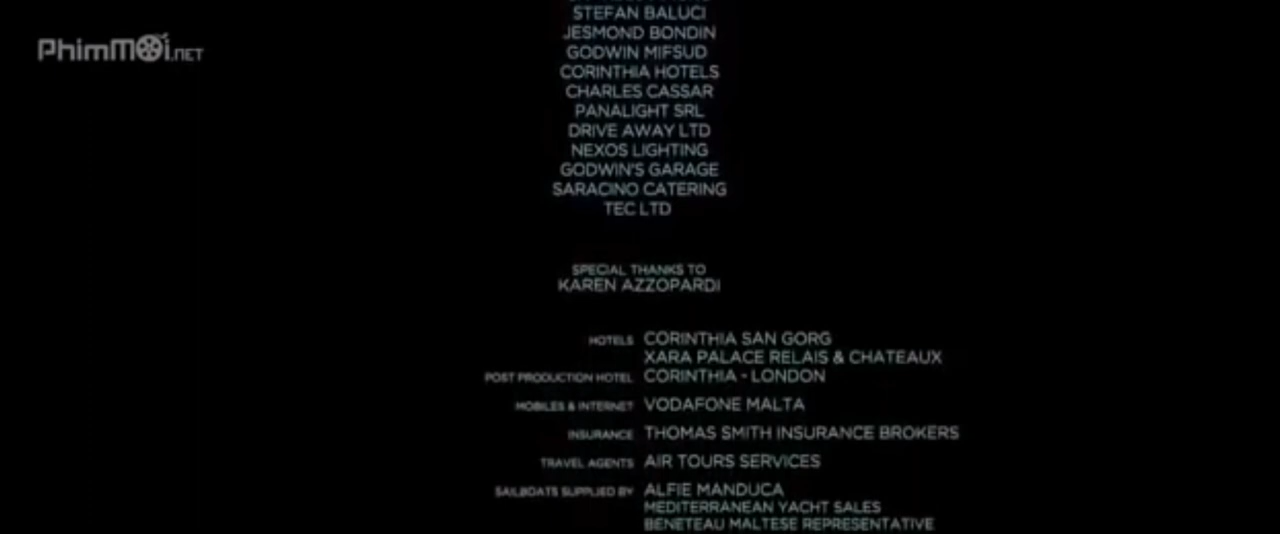 PhimMOi.NET
STEFAN BALUCI
JESMOND BONDIN
GODWIN MIFSUD
CORINTHIA HOTELS
CHARLES CASSAR
PANALIGHT SRL
DRIVE AWAY LTD
NEXOS LIGHTING
GODWIN'S GARAGE
SARACINO CATERING
TEC LTD
SPECIAL THANKS TO
KAREN AZZOPARDI
HOTELS CORINTHIA SAN GORG
XARA PALACE RELAIS & CHATEAUX
POST PRODUCTION HOTEL CORINTHIA - LONDON
MOBILES & INTERNET VODAFONE MALTA
INSURANCE THOMAS SMITH INSURANCE BROKERS
TRAVEL AGENTS AIR TOURS SERVICES
SAILBOATS SUPPLIED BY ALFIE MANDUCA
MEDITERRANEAN YACHT SALES
BENETEAU MALTESE REPRESENTATIVE